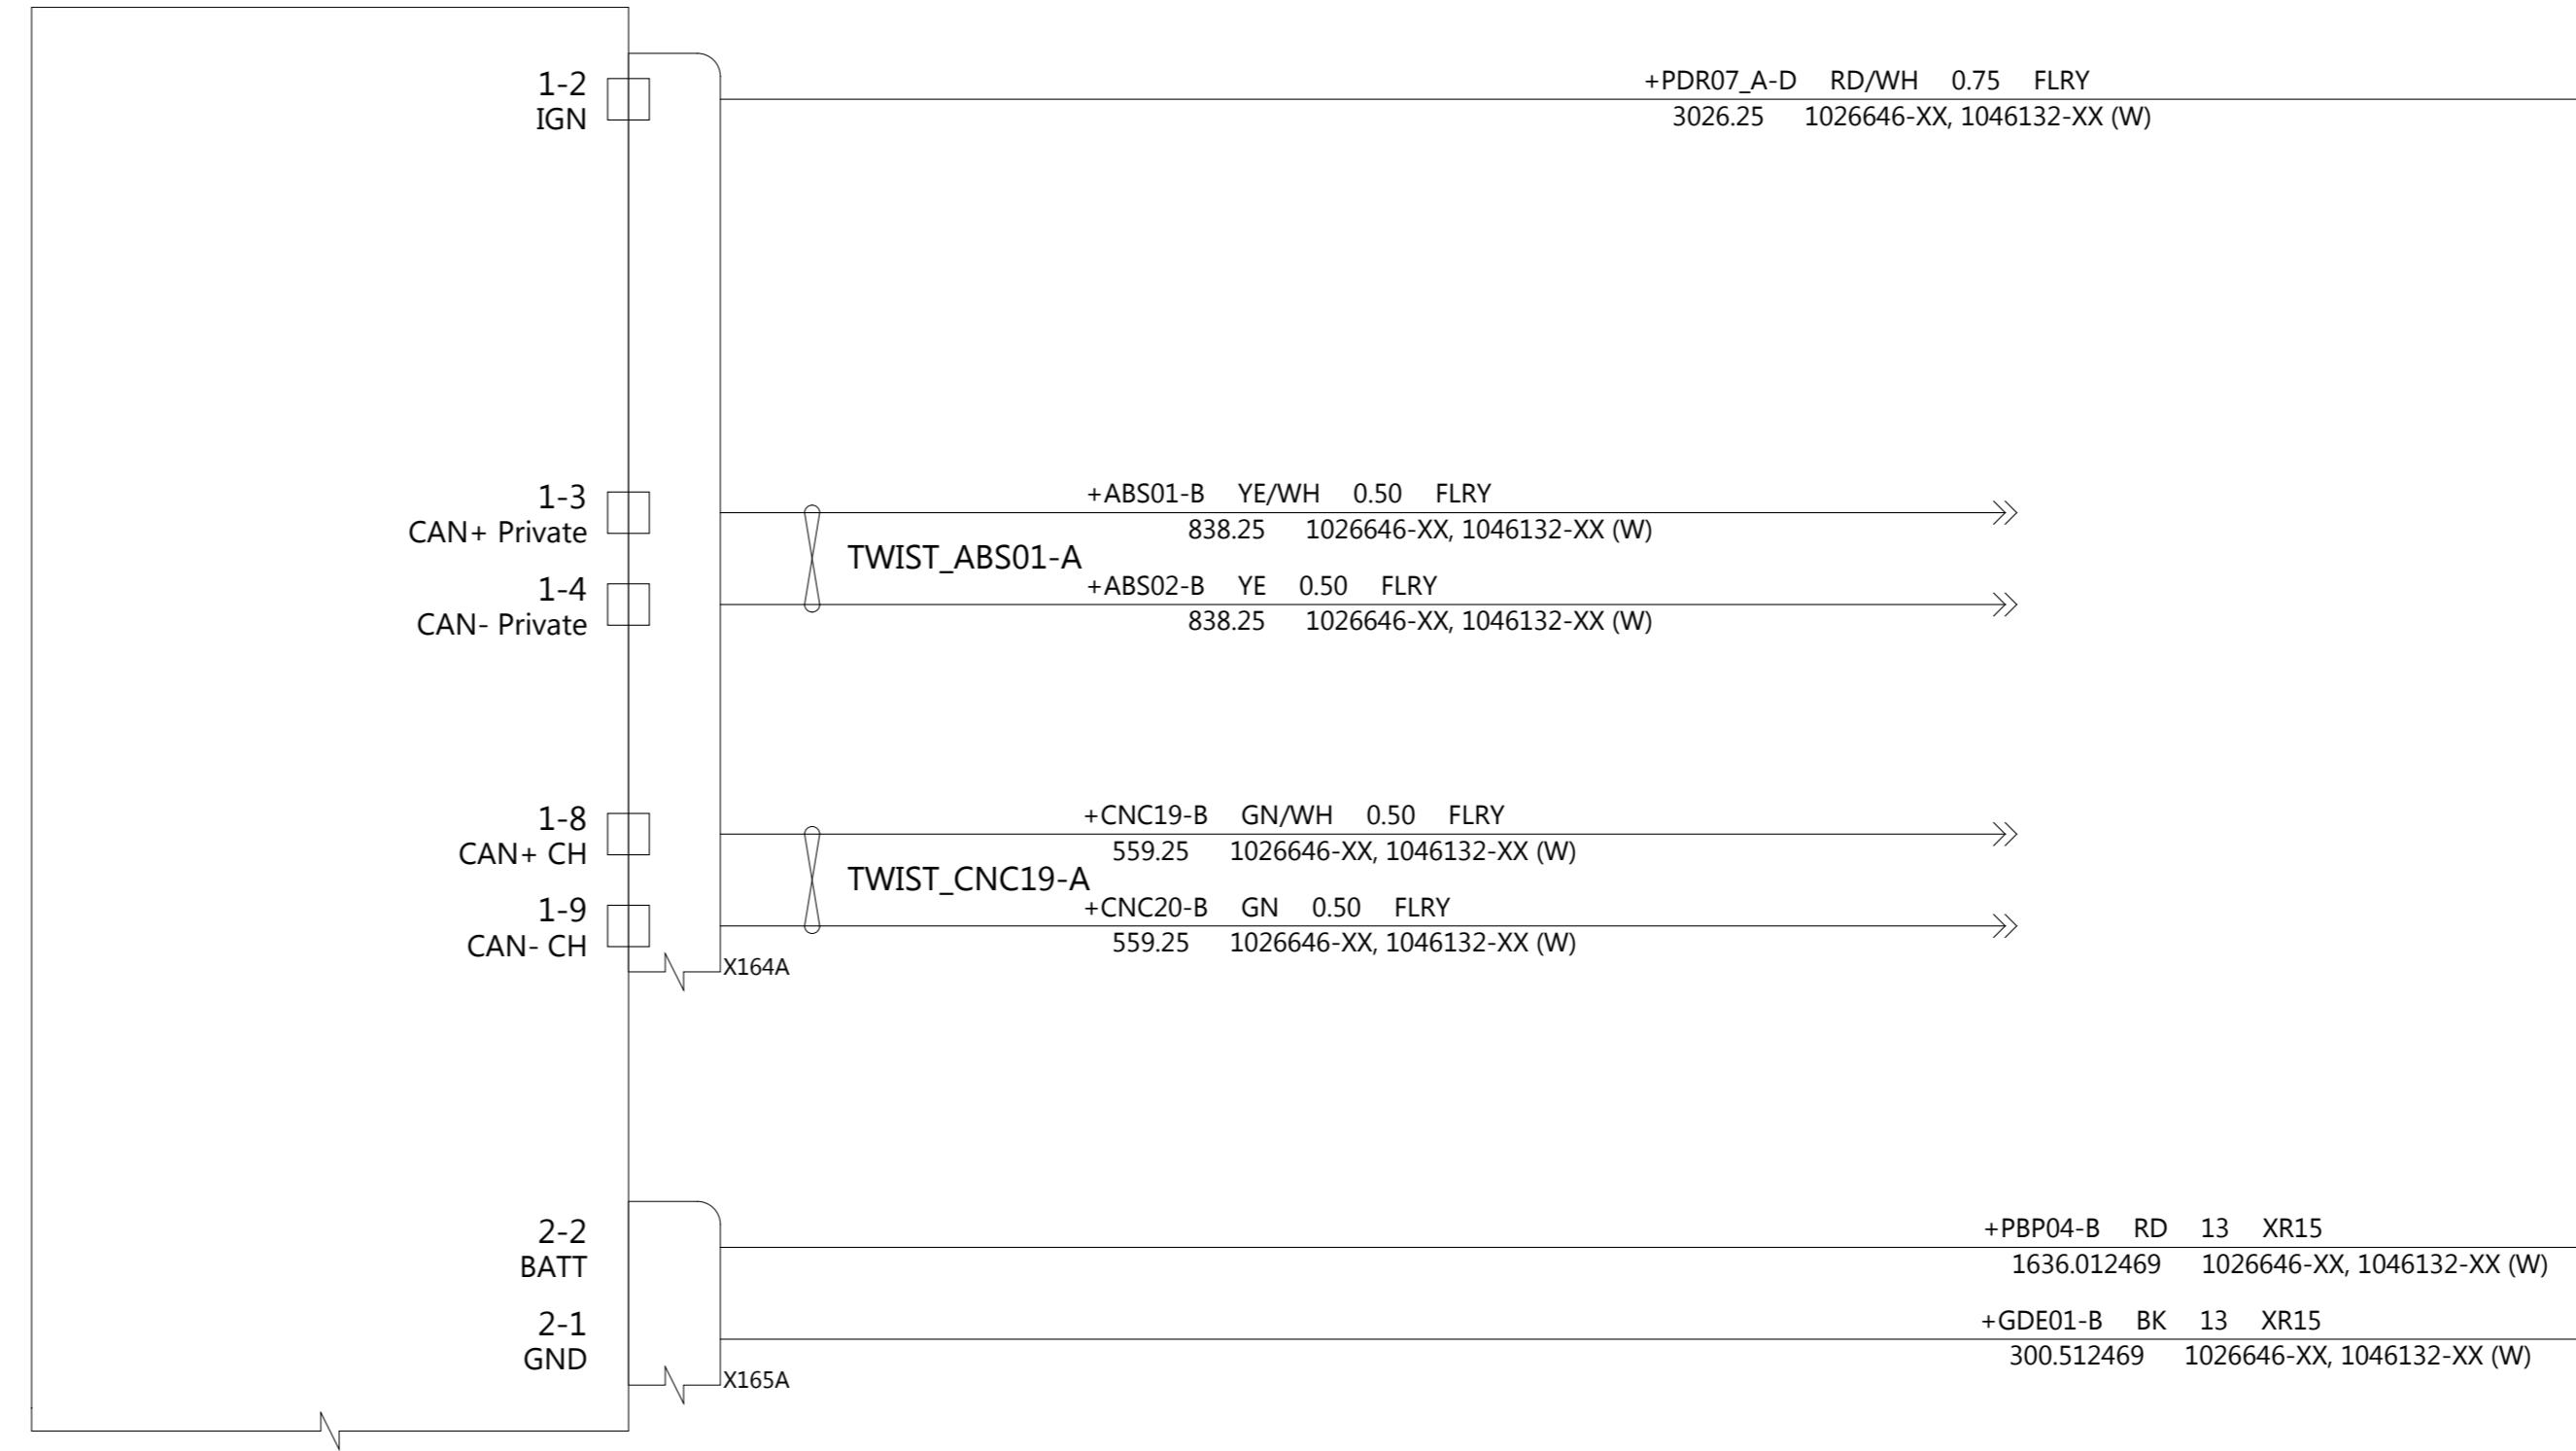 1-2
IGN
+PDR07_A-D RD/WH 0.75 FLRY
3026.25 1026646-XX, 1046132-XX (W)
1-3
CAN+ Private
+ABS01-B YE/WH 0.50 FLRY
838.25 1026646-XX, 1046132-XX (W)
TWIST_ABS01-A
1-4
CAN- Private
+ABS02-B YE 0.50 FLRY
838.25 1026646-XX, 1046132-XX (W)
1-8
CAN+ CH
+CNC19-B GN/WH 0.50 FLRY
559.25 1026646-XX, 1046132-XX (W)
TWIST_CNC19-A
1-9
CAN- CH
+CNC20-B GN 0.50 FLRY
559.25 1026646-XX, 1046132-XX (W)
X164A
2-2
BATT
+PBP04-B RD 13 XR15
1636.012469 1026646-XX, 1046132-XX (W)
2-1
GND
+GDE01-B BK 13 XR15
300.512469 1026646-XX, 1046132-XX (W)
X165A